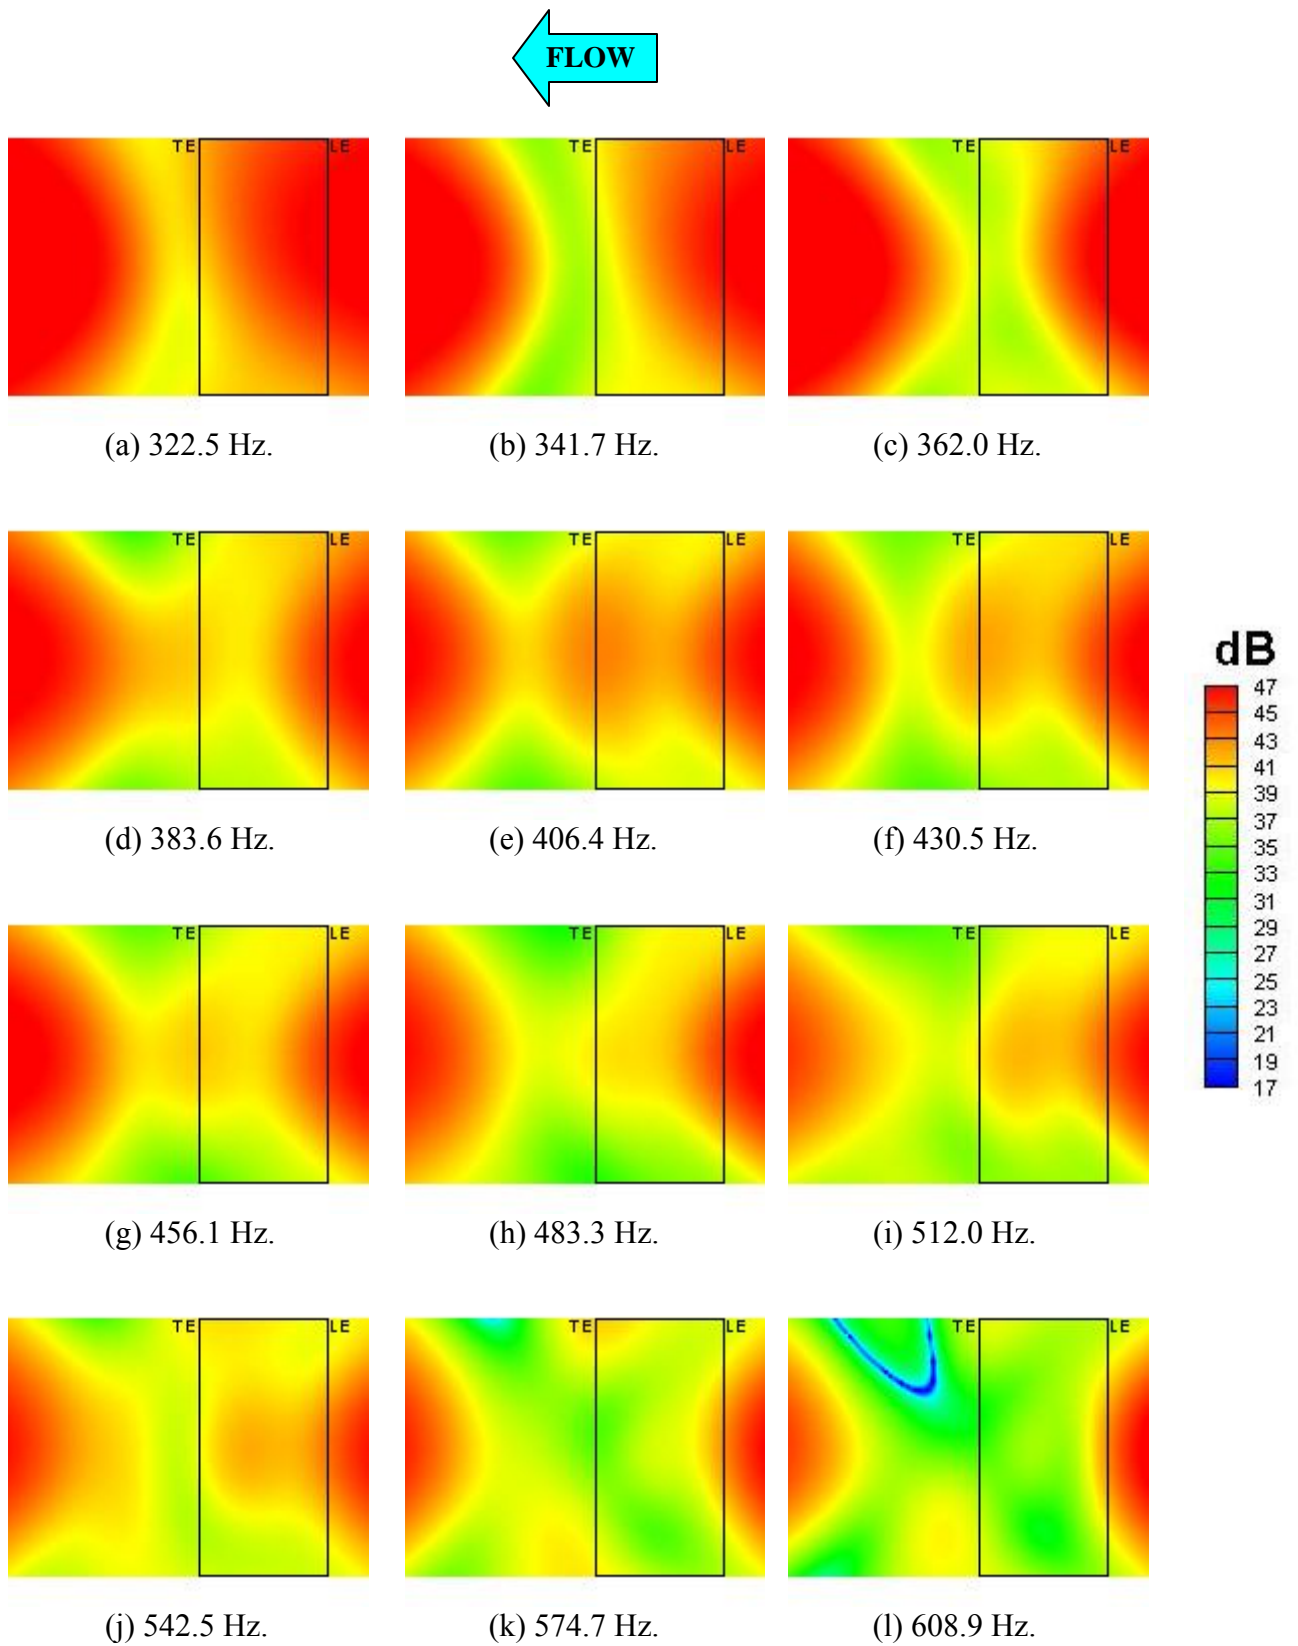 FLOW
TE LE TE LE TE LE
(a) 322.5 Hz. (b) 341.7 Hz. (c) 362.0 Hz.
TE LE TE LE TE LE
(d) 383.6 Hz. (e) 406.4 Hz. (f) 430.5 Hz.
dB
47
45
43
41
39
37
35
33
31
29
27
25
23
21
19
17
TE LE TE LE TE LE
(g) 456.1 Hz. (h) 483.3 Hz. (i) 512.0 Hz.
TE LE TE LE TE LE
(j) 542.5 Hz. (k) 574.7 Hz. (l) 608.9 Hz.